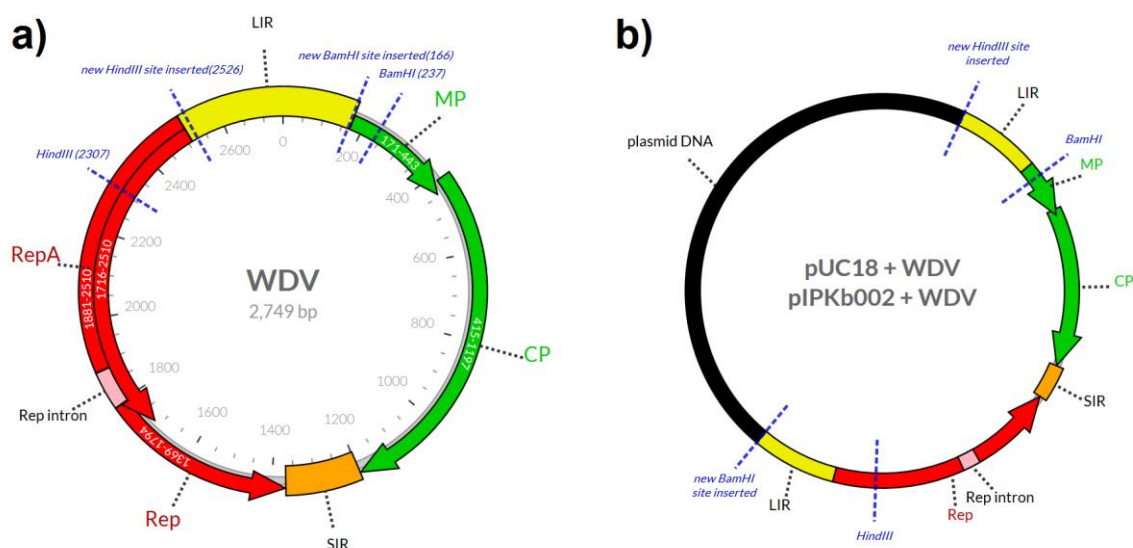 a)
LIR
new HindIII site inserted(2526)
new BamHI site inserted(166)
BamHI (237)
MP
171-443
HindIII (2307)
0
200
400
600
800
1000
1200
1400
1600
1800
2000
2200
2400
2600
RepA
1881-2510
1716-2510
WDV
2,749 bp
415-1197
CP
Rep intron
1369-1794
Rep
SIR
b)
new HindIII site
inserted
LIR
plasmid DNA
BamHI
MP
pUC18 + WDV
pIPKb002 + WDV
CP
SIR
new BamHI
site inserted
LIR
HindIII
Rep
Rep intron